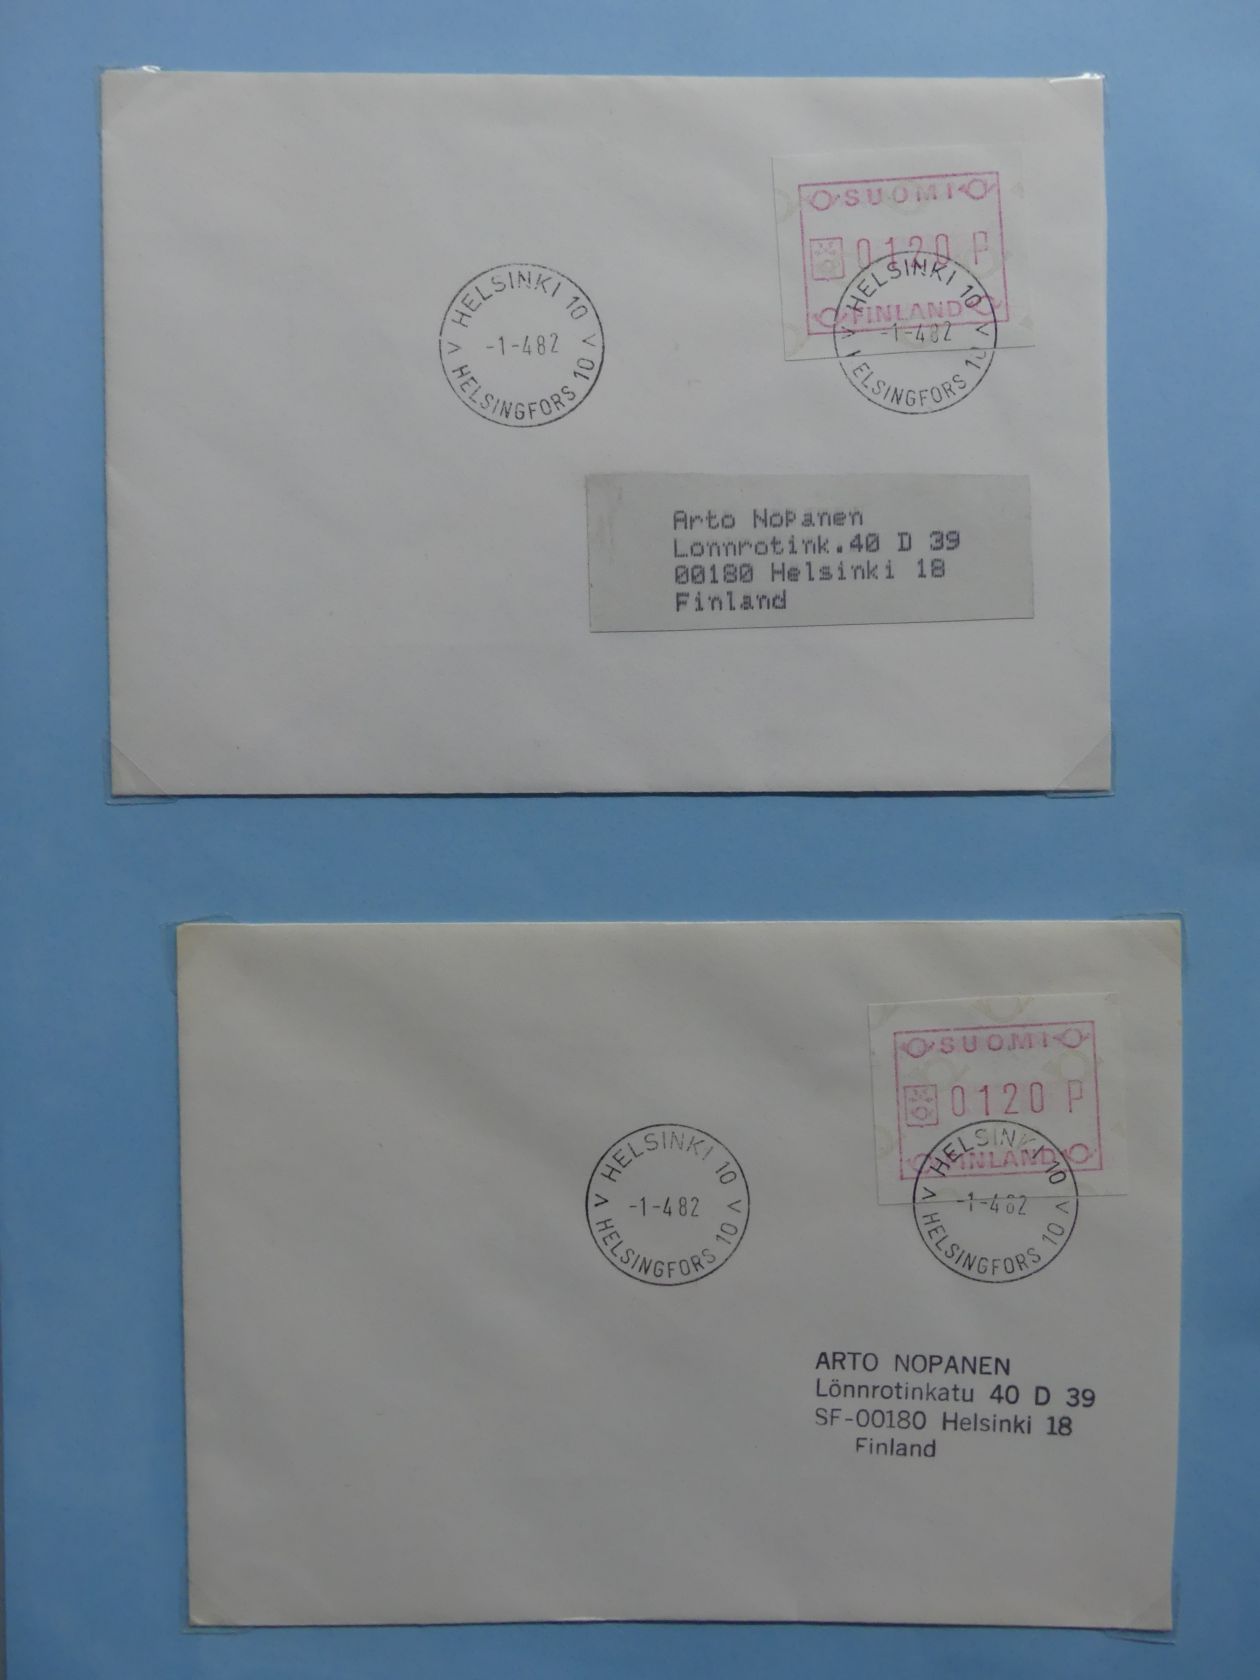 SUOMI
0120 P
FINLAND
HELSINKI 10
-1-482
HELSINGFORS 10
HELSINKI 10
-1-482
ELSINGFORS 10
Arto Nopanen
Lonnrotink.40 D 39
00180 Helsinki 18
Finland
SUOMI
0120 P
FINLAND
HELSINKI 10
-1-482
HELSINGFORS 10
HELSINKI 10
-1-482
HELSINGFORS 10
ARTO NOPANEN
Lönnrotinkatu 40 D 39
SF-00180 Helsinki 18
Finland